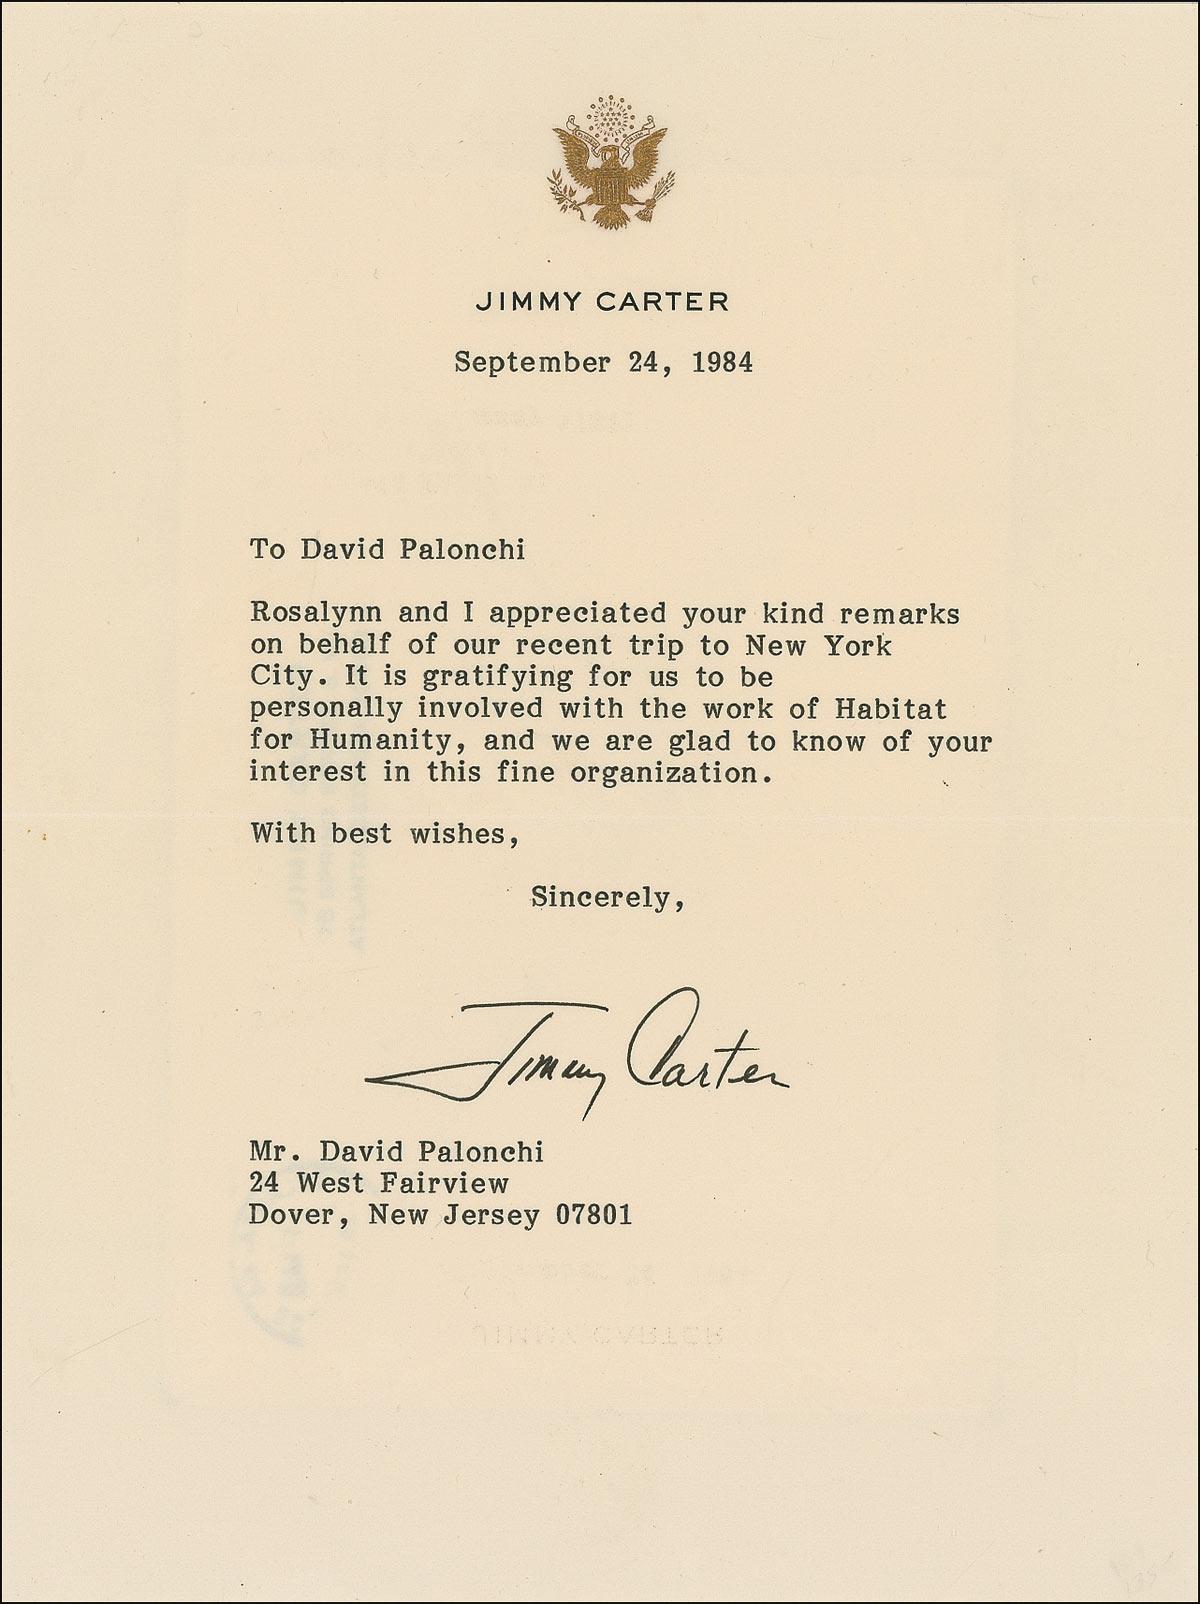 JIMMY CARTER
September 24, 1984
To David Palonchi
Rosalynn and I appreciated your kind remarks
on behalf of our recent trip to New York
City. It is gratifying for us to be
personally involved with the work of Habitat
for Humanity, and we are glad to know of your
interest in this fine organization.
With best wishes,
Sincerely,
Jimmy Carter
Mr. David Palonchi
24 West Fairview
Dover, New Jersey 07801
JIMMY CARTER